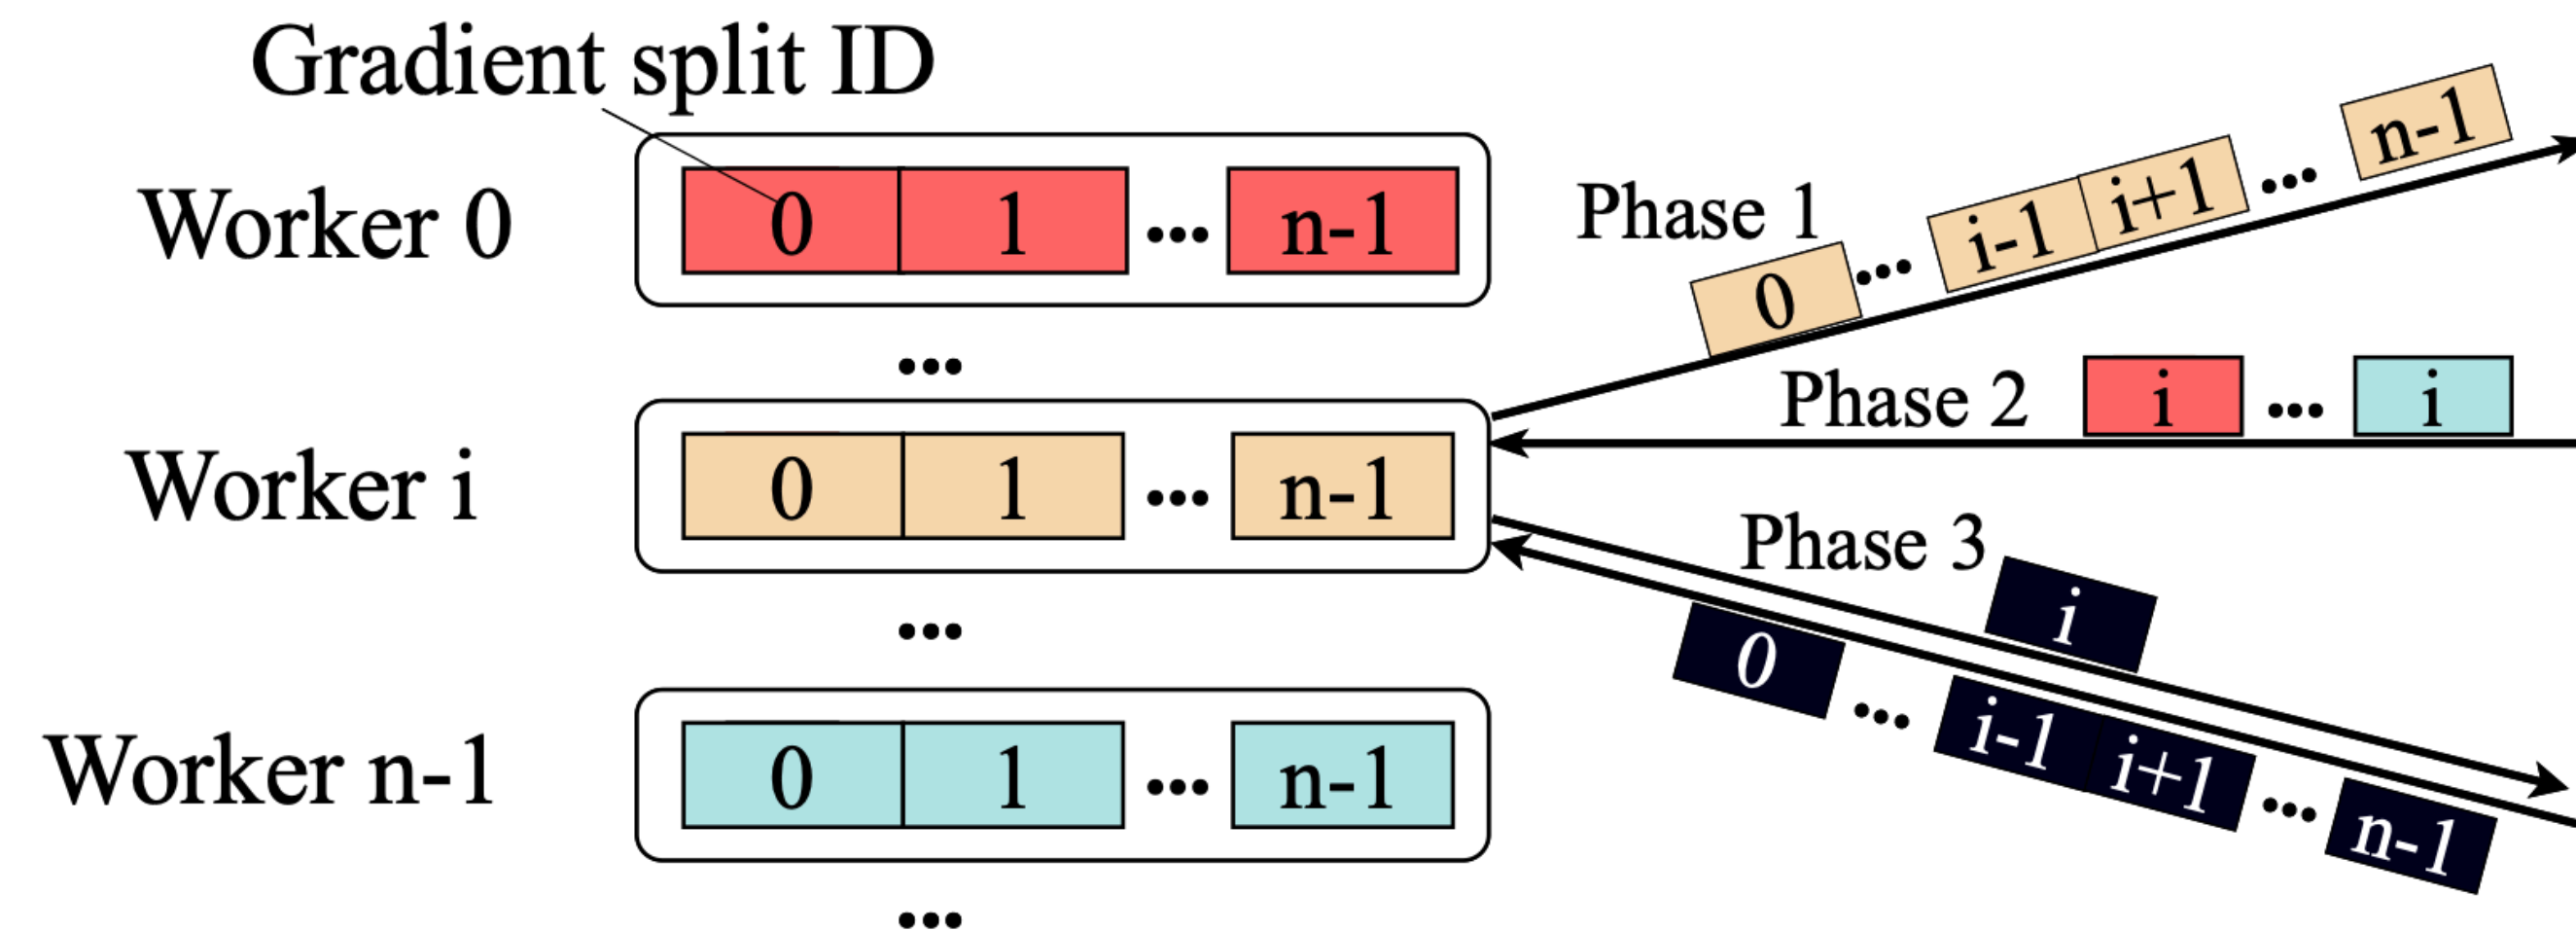 Gradient split ID
Worker 0
0 1 ... n-1
...
Worker i
0 1 ... n-1
...
Worker n-1
0 1 ... n-1
...
Phase 1
0 ... i-1 i+1 ... n-1
Phase 2
i ... i
Phase 3
i
0 ... i-1 i+1 ... n-1